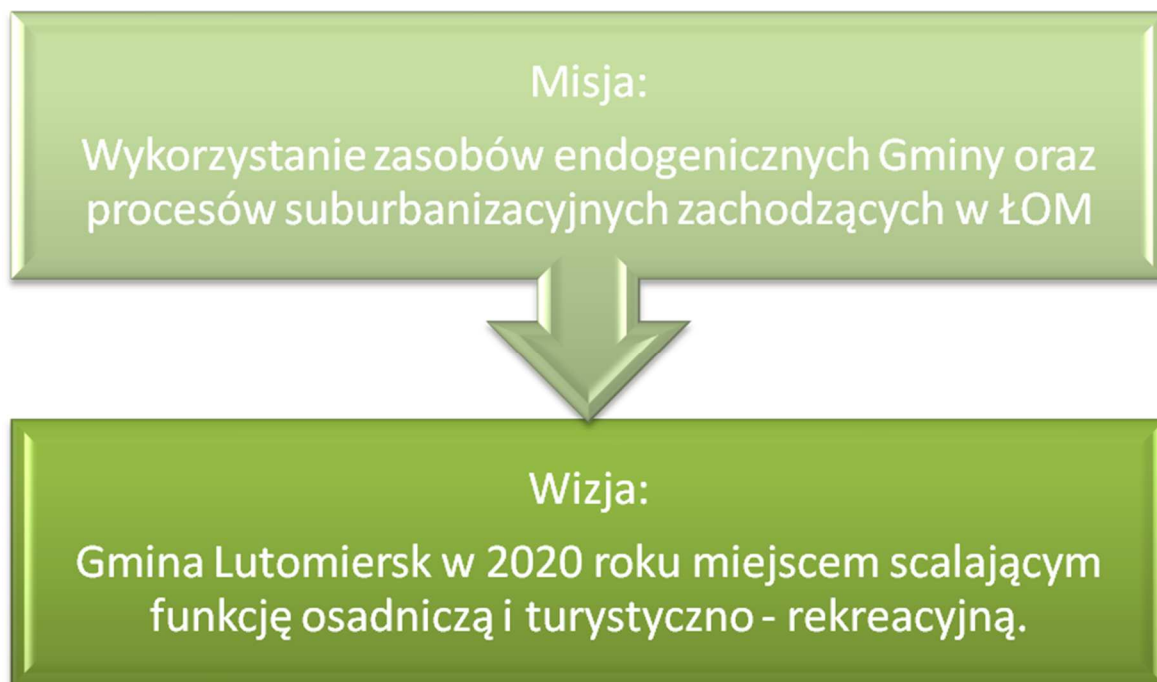 Misja:
Wykorzystanie zasobów endogenicznych Gminy oraz
procesów suburbanizacyjnych zachodzących w ŁOM
Wizja:
Gmina Lutomiersk w 2020 roku miejscem scalającym
funkcję osadniczą i turystyczno - rekreacyjną.